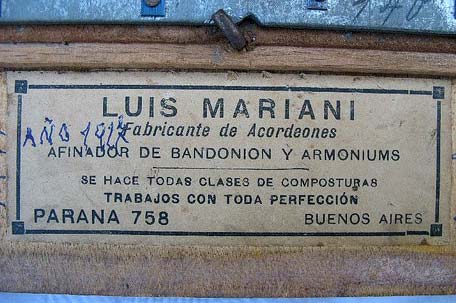 LUIS MARIANI
Fabricante de Acordeones
AÑO
AFINADOR DE BANDONION Y ARMONIUMS
SE HACE TODAS CLASES DE COMPOSTURAS
TRABAJOS CON TODA PERFECCIÓN
PARANA 758 BUENOS AIRES